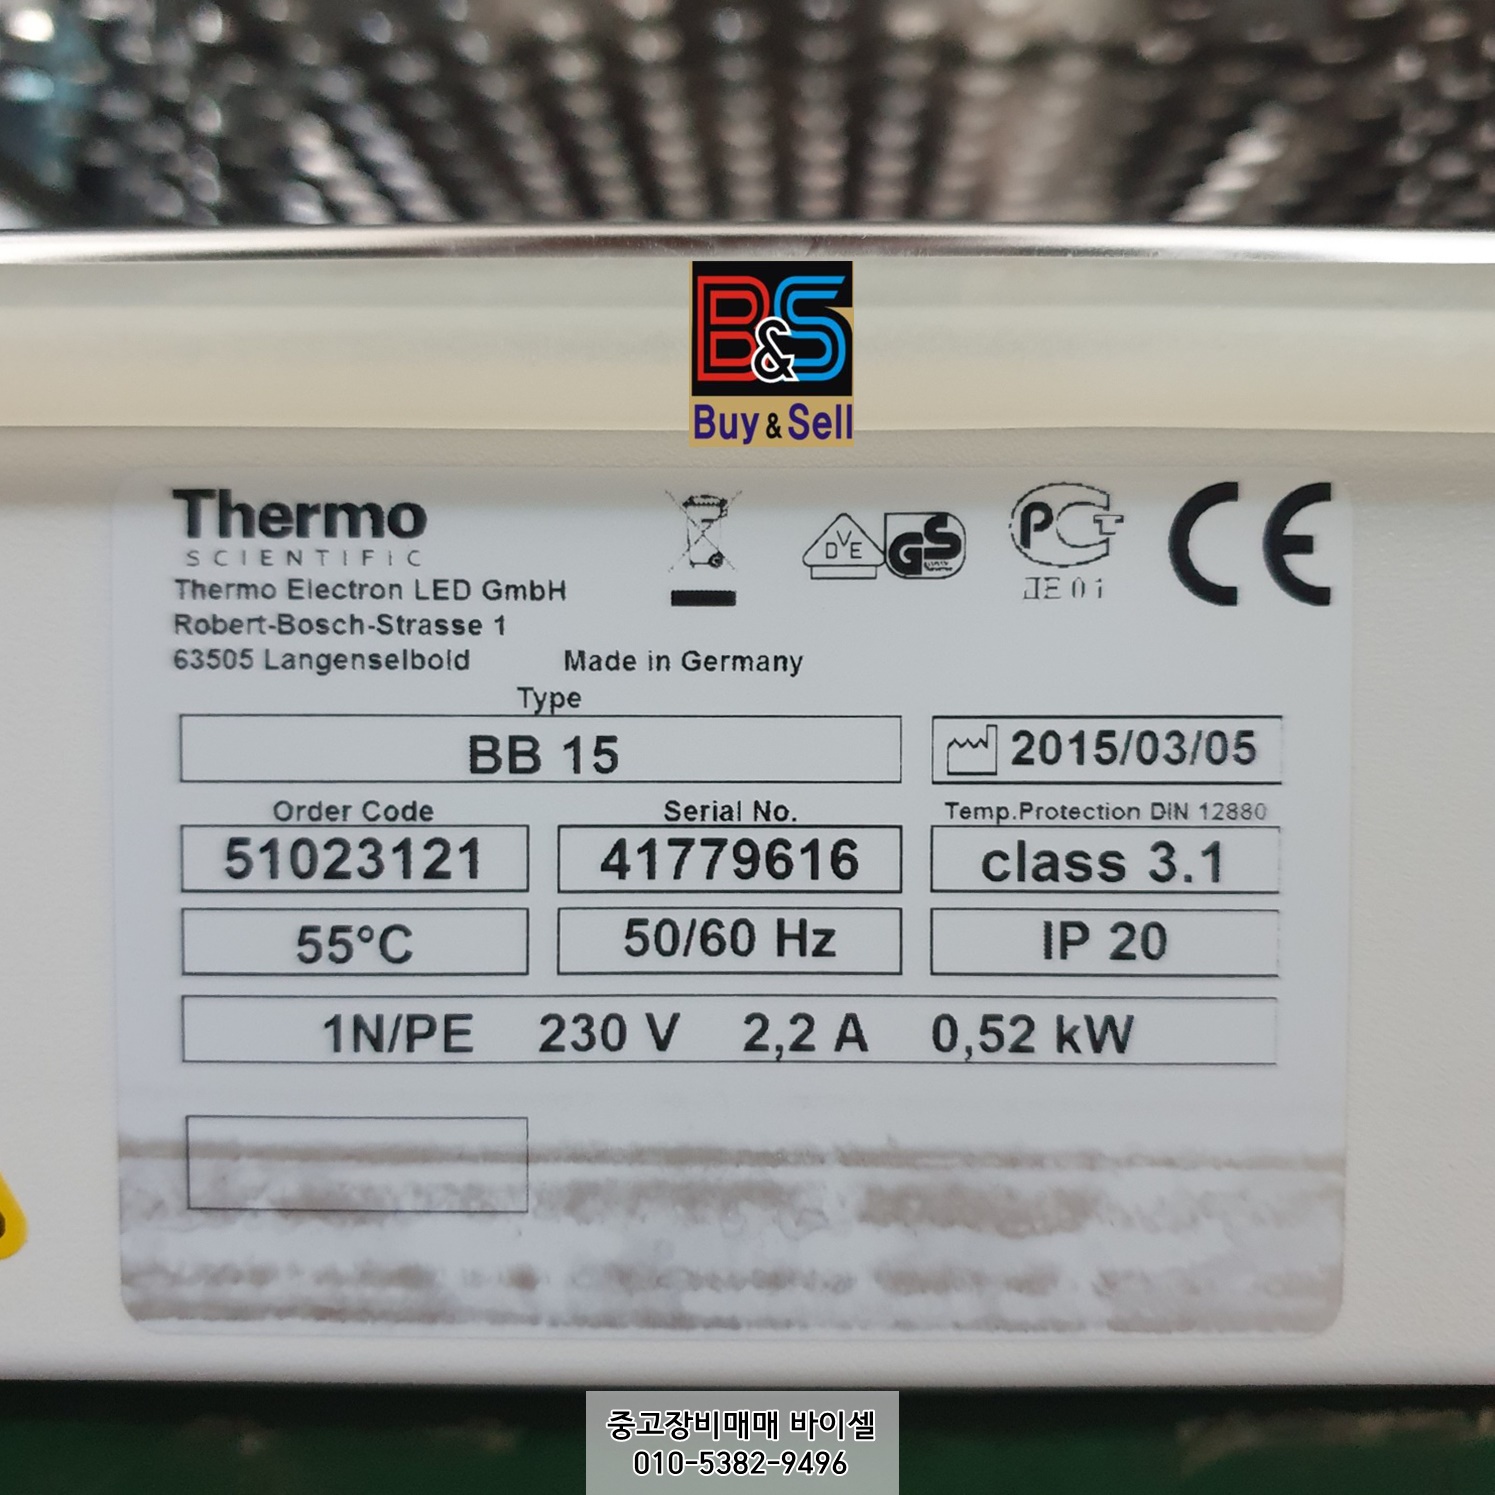 B&S
Buy & Sell
Thermo
SCIENTIFIC
Thermo Electron LED GmbH
Robert-Bosch-Strasse 1
63505 Langenselbold Made in Germany
DVE GS
РСТ
CE
Type
BB 15 2015/03/05
Order Code Serial No. Temp.Protection DIN 12880
51023121 41779616 class 3.1
55°C 50/60 Hz IP 20
1N/PE 230 V 2,2 A 0,52 kW
중고장비매매 바이셀
010-5382-9496